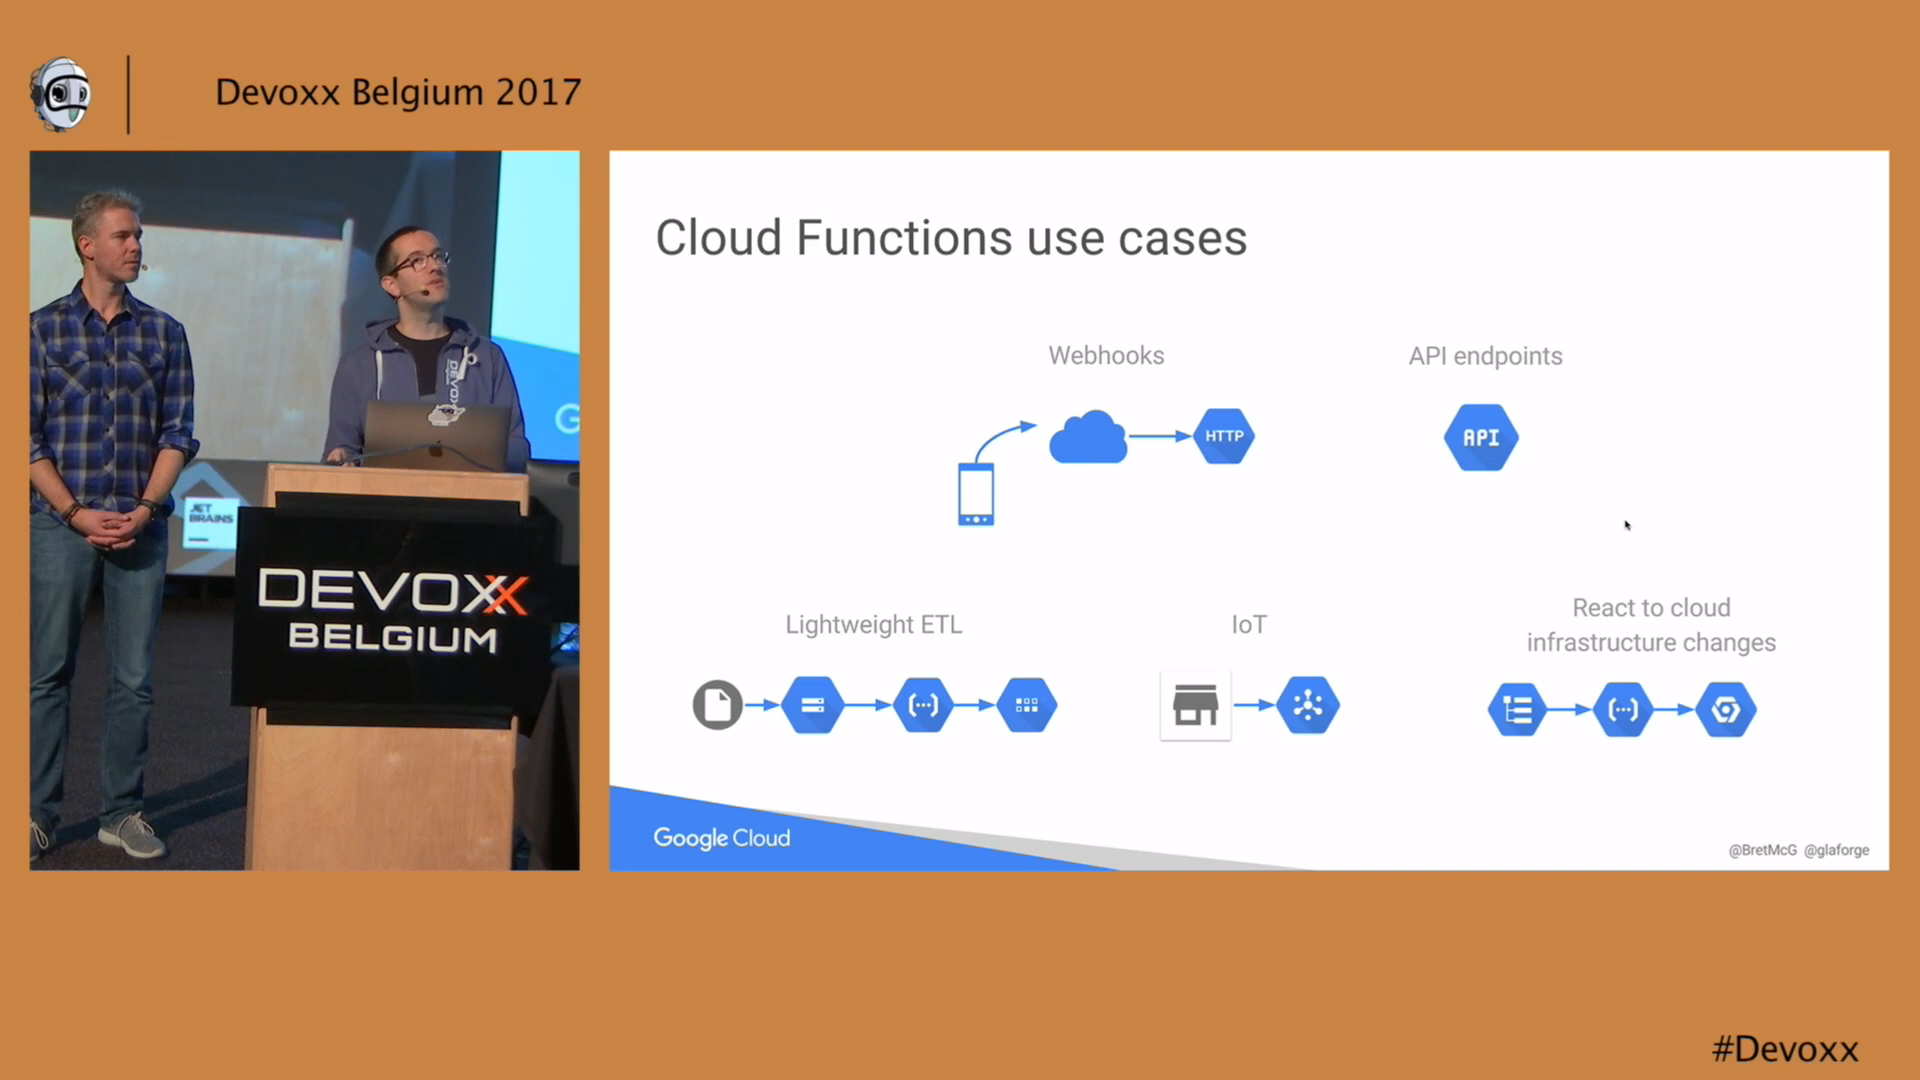 Devoxx Belgium 2017
JET
BRAINS
DEVOXX
BELGIUM
Cloud Functions use cases
Webhooks
API endpoints
HTTP
API
Lightweight ETL
IoT
React to cloud
infrastructure changes
Google Cloud
@BretMcG @glaforge
#Devoxx